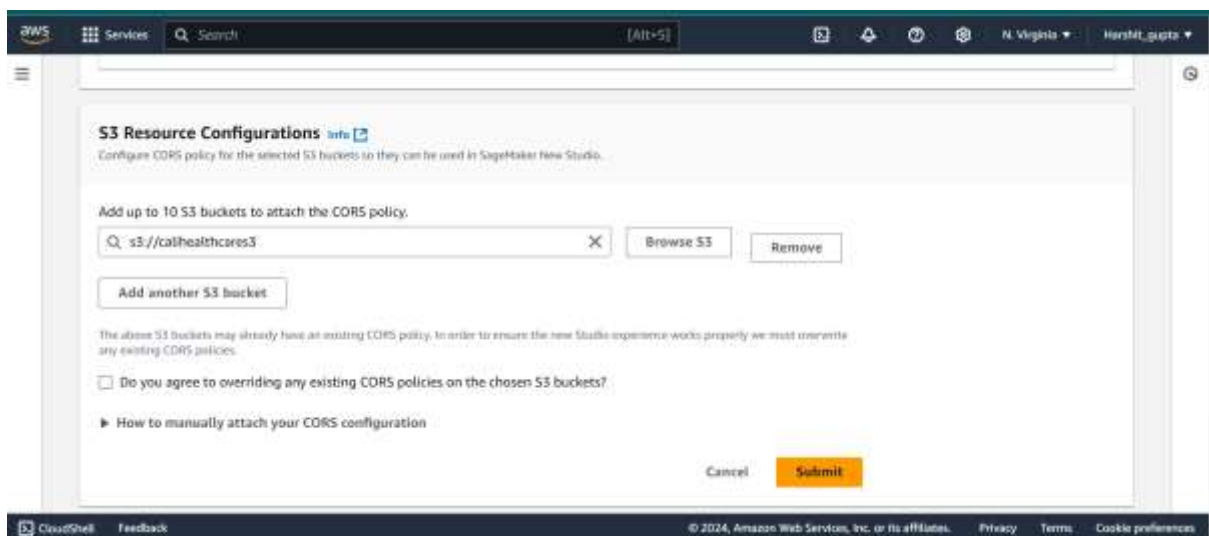 aws Services Search [Alt+S] N. Virginia Harshit_gupta
S3 Resource Configurations Info
Configure CORS policy for the selected S3 buckets so they can be used in SageMaker New Studio.
Add up to 10 S3 buckets to attach the CORS policy.
s3://calihealthcares3 Browse S3 Remove
Add another S3 bucket
The above S3 buckets may already have an existing CORS policy. In order to ensure the new Studio experience works properly we must overwrite
any existing CORS policies.
Do you agree to overriding any existing CORS policies on the chosen S3 buckets?
How to manually attach your CORS configuration
Cancel Submit
CloudShell Feedback © 2024, Amazon Web Services, Inc. or its affiliates. Privacy Terms Cookie preferences